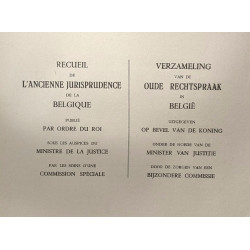 RECUEIL
DE
L'ANCIENNE JURISPRUDENCE
DE LA
BELGIQUE
PUBLIÉ
PAR ORDRE DU ROI
SOUS LES AUSPICES DU
MINISTRE DE LA JUSTICE
PAR LES SOINS D'UNE
COMMISSION SPÉCIALE
VERZAMELING
VAN DE
OUDE RECHTSPRAAK
IN
BELGIË
UITGEGEVEN
OP BEVEL VAN DE KONING
ONDER DE HOEDE VAN DE
MINISTER VAN JUSTITIE
DOOR DE ZORGEN VAN EEN
BIJZONDERE COMMISSIE